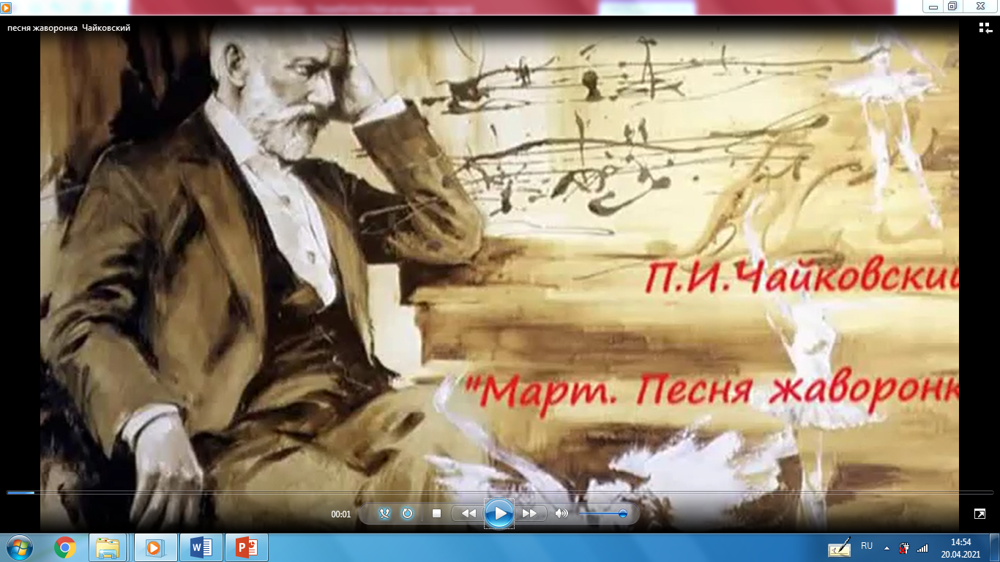 песня жаворонка Чайковский
П.И.Чайковский
"Март. Песня жаворонк
00:01
RU
14:54
20.04.2021